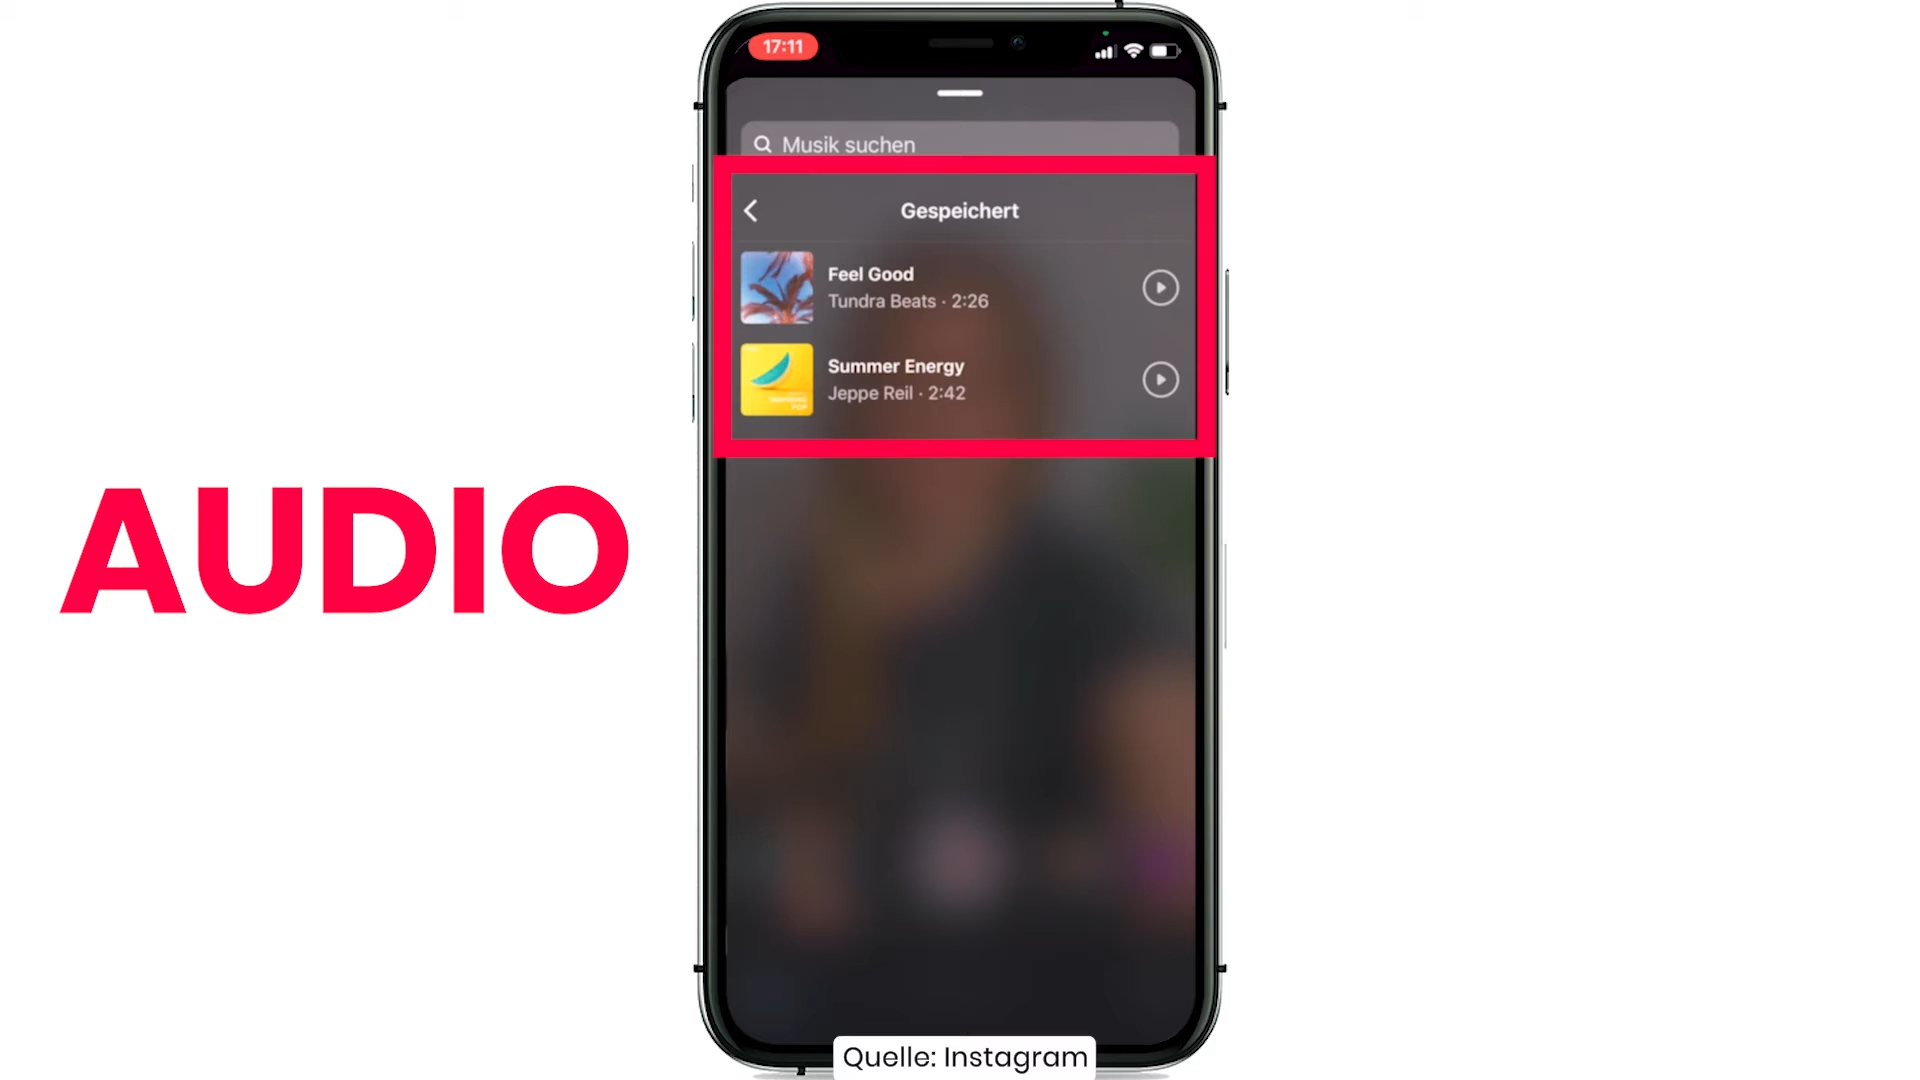 17:11
Musik suchen
Gespeichert
Feel Good
Tundra Beats · 2:26
Summer Energy
Jeppe Reil · 2:42
AUDIO
Quelle: Instagram